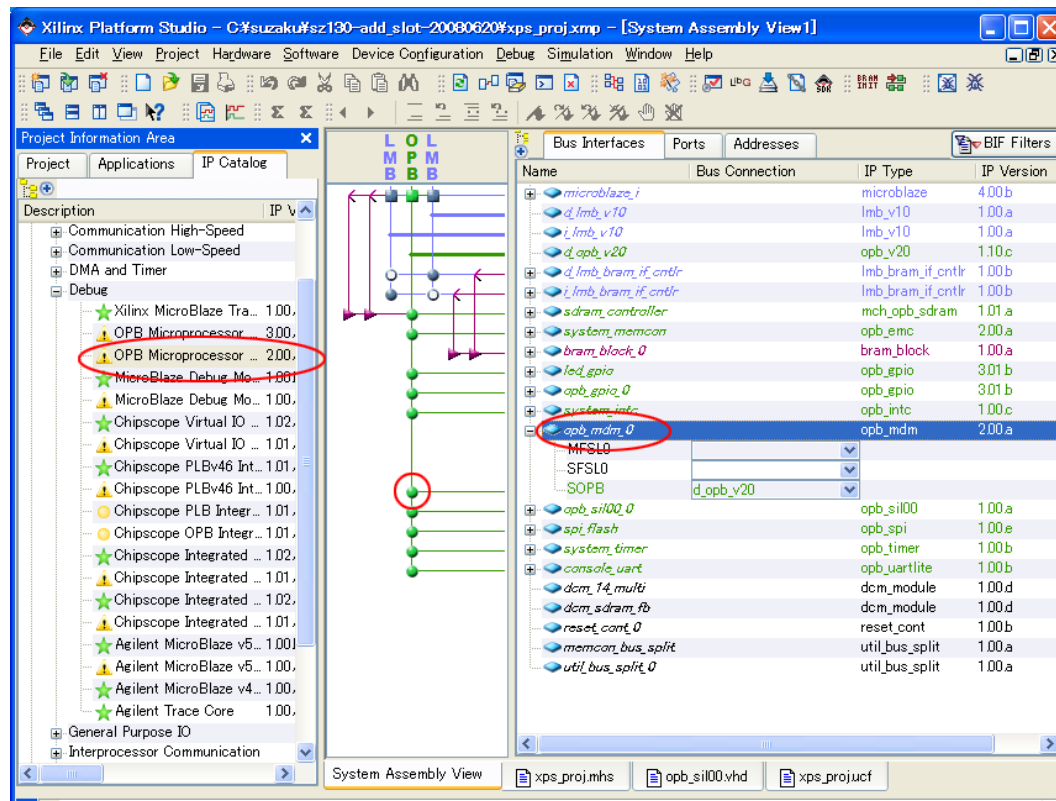 Xilinx Platform Studio - C:¥suzaku¥sz130-add_slot-20080620¥xps_proj.xmp - [System Assembly View1]
File Edit View Project Hardware Software Device Configuration Debug Simulation Window Help
Project Information Area
Project Applications IP Catalog
Description IP V
Communication High-Speed
Communication Low-Speed
DMA and Timer
Debug
Xilinx MicroBlaze Tra... 1.00.
OPB Microprocessor ... 3.00.
OPB Microprocessor ... 2.00.
MicroBlaze Debug Mo... 1.00.
MicroBlaze Debug Mo... 1.00.
Chipscope Virtual IO ... 1.02.
Chipscope Virtual IO ... 1.01.
Chipscope PLBv46 Int... 1.01.
Chipscope PLBv46 Int... 1.00.
Chipscope PLB Integr... 1.01.
Chipscope OPB Integr... 1.01.
Chipscope Integrated ... 1.02.
Chipscope Integrated ... 1.01.
Chipscope Integrated ... 1.02.
Chipscope Integrated ... 1.01.
Agilent MicroBlaze v5... 1.00.
Agilent MicroBlaze v5... 1.00.
Agilent MicroBlaze v4... 1.00.
Agilent Trace Core 1.00.
General Purpose IO
Interprocessor Communication
LMB OPB LMB
Bus Interfaces Ports Addresses BIF Filters
Name Bus Connection IP Type IP Version
microblaze_i microblaze 4.00.b
d_lmb_v10 lmb_v10 1.00.a
i_lmb_v10 lmb_v10 1.00.a
d_opb_v20 opb_v20 1.10.c
d_lmb_bram_if_cntlr lmb_bram_if_cntlr 1.00.b
i_lmb_bram_if_cntlr lmb_bram_if_cntlr 1.00.b
sdram_controller mch_opb_sdram 1.01.a
system_memcon opb_emc 2.00.a
bram_block_0 bram_block 1.00.a
led_gpio opb_gpio 3.01.b
opb_gpio_0 opb_gpio 3.01.b
system_intc opb_intc 1.00.c
opb_mdm_0 opb_mdm 2.00.a
MFSL0
SFSL0
SOPB d_opb_v20
opb_sil00_0 opb_sil00 1.00.a
spi_flash opb_spi 1.00.e
system_timer opb_timer 1.00.b
console_uart opb_uartlite 1.00.b
dcm_14_multi dcm_module 1.00.d
dcm_sdram_fb dcm_module 1.00.d
reset_cont_0 reset_cont 1.00.b
memcon_bus_split util_bus_split 1.00.a
util_bus_split_0 util_bus_split 1.00.a
System Assembly View xps_proj.mhs opb_sil00.vhd xps_proj.ucf